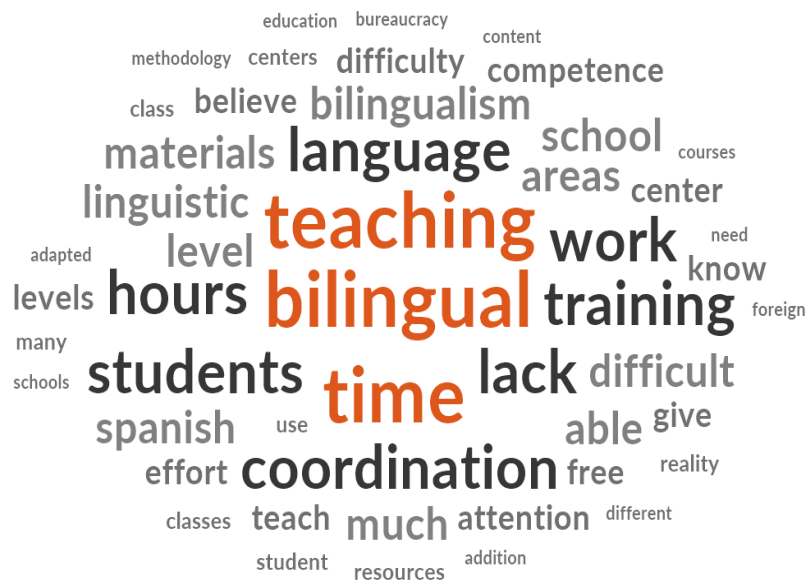 education bureaucracy
content
methodology centers difficulty competence
class believe bilingualism
materials language school courses
areas center
linguistic teaching work need
adapted level know
levels hours bilingual training foreign
many
schools students time lack difficult
spanish use able give
effort coordination free reality
classes teach much attention different
student resources addition